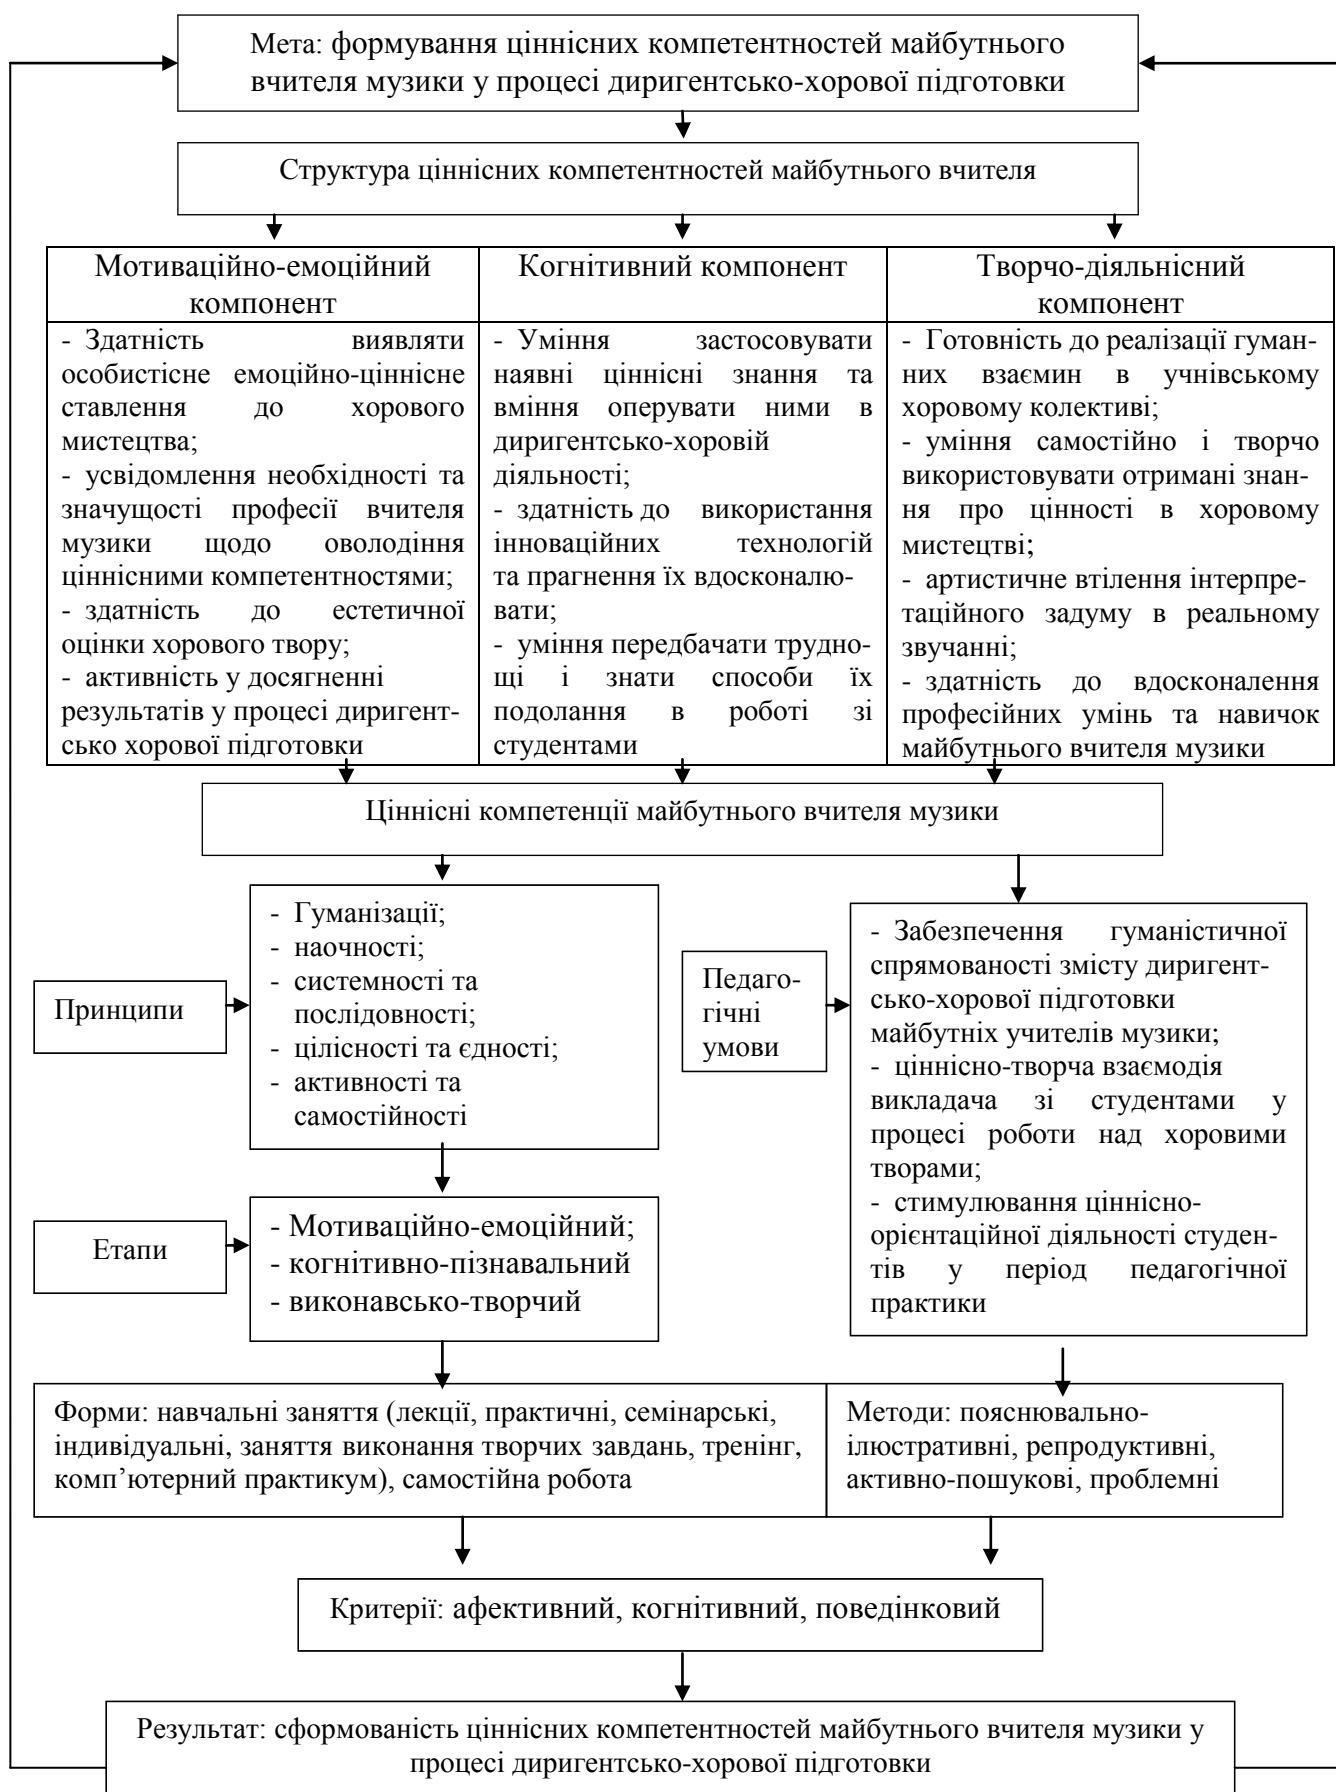 Мета: формування ціннісних компетентностей майбутнього
вчителя музики у процесі диригентсько-хорової підготовки
Структура ціннісних компетентностей майбутнього вчителя
Мотиваційно-емоційний
компонент
- Здатність виявляти
особистісне емоційно-ціннісне
ставлення до хорового
мистецтва;
- усвідомлення необхідності та
значущості професії вчителя
музики щодо оволодіння
ціннісними компетентностями;
- здатність до естетичної
оцінки хорового твору;
- активність у досягненні
результатів у процесі диригент-
сько хорової підготовки
Когнітивний компонент
- Уміння застосовувати
наявні ціннісні знання та
вміння оперувати ними в
диригентсько-хоровій
діяльності;
- здатність до використання
інноваційних технологій
та прагнення їх вдосконалю-
вати;
- уміння передбачати трудно-
щі і знати способи їх
подолання в роботі зі
студентами
Творчо-діяльнісний
компонент
- Готовність до реалізації гуман-
них взаємин в учнівському
хоровому колективі;
- уміння самостійно і творчо
використовувати отримані знан-
ня про цінності в хоровому
мистецтві;
- артистичне втілення інтерпре-
таційного задуму в реальному
звучанні;
- здатність до вдосконалення
професійних умінь та навичок
майбутнього вчителя музики
Ціннісні компетенції майбутнього вчителя музики
Принципи
- Гуманізації;
- наочності;
- системності та
послідовності;
- цілісності та єдності;
- активності та
самостійності
Педаго-
гічні
умови
- Забезпечення гуманістичної
спрямованості змісту диригент-
сько-хорової підготовки
майбутніх учителів музики;
- ціннісно-творча взаємодія
викладача зі студентами у
процесі роботи над хоровими
творами;
- стимулювання ціннісно-
орієнтаційної діяльності студен-
тів у період педагогічної
практики
Етапи
- Мотиваційно-емоційний;
- когнітивно-пізнавальний
- виконавсько-творчий
Форми: навчальні заняття (лекції, практичні, семінарські,
індивідуальні, заняття виконання творчих завдань, тренінг,
комп’ютерний практикум), самостійна робота
Методи: пояснювально-
ілюстративні, репродуктивні,
активно-пошукові, проблемні
Критерії: афективний, когнітивний, поведінковий
Результат: сформованість ціннісних компетентностей майбутнього вчителя музики у
процесі диригентсько-хорової підготовки